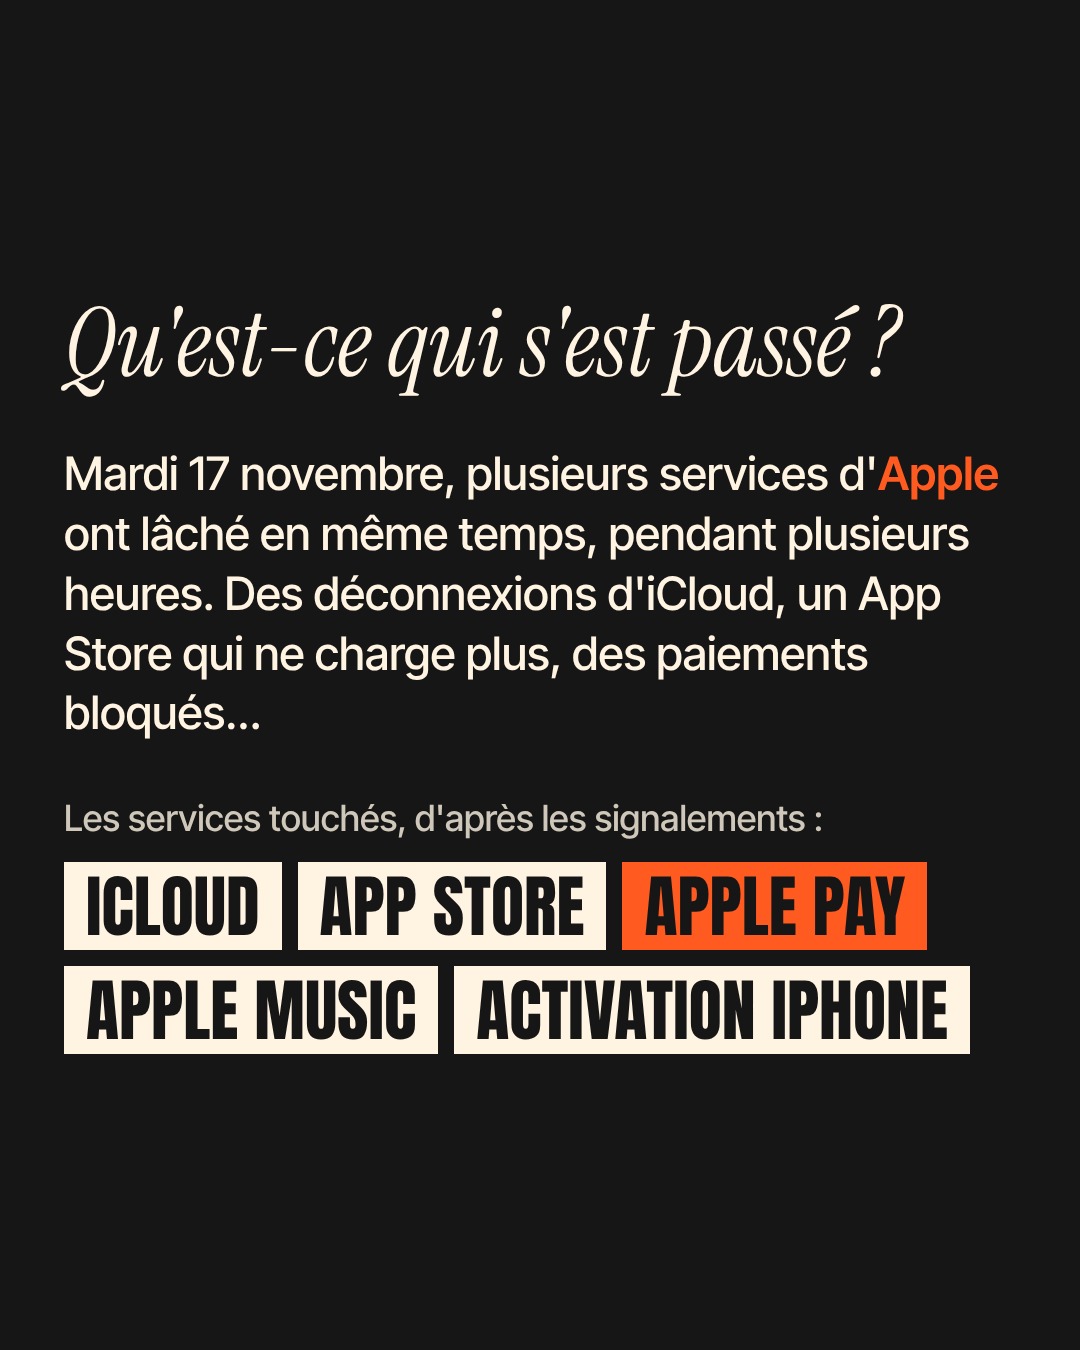 Qu'est-ce qui s'est passé ?
Mardi 17 novembre, plusieurs services d'Apple
ont lâché en même temps, pendant plusieurs
heures. Des déconnexions d'iCloud, un App
Store qui ne charge plus, des paiements
bloqués...
Les services touchés, d'après les signalements :
ICLOUD APP STORE APPLE PAY
APPLE MUSIC ACTIVATION IPHONE